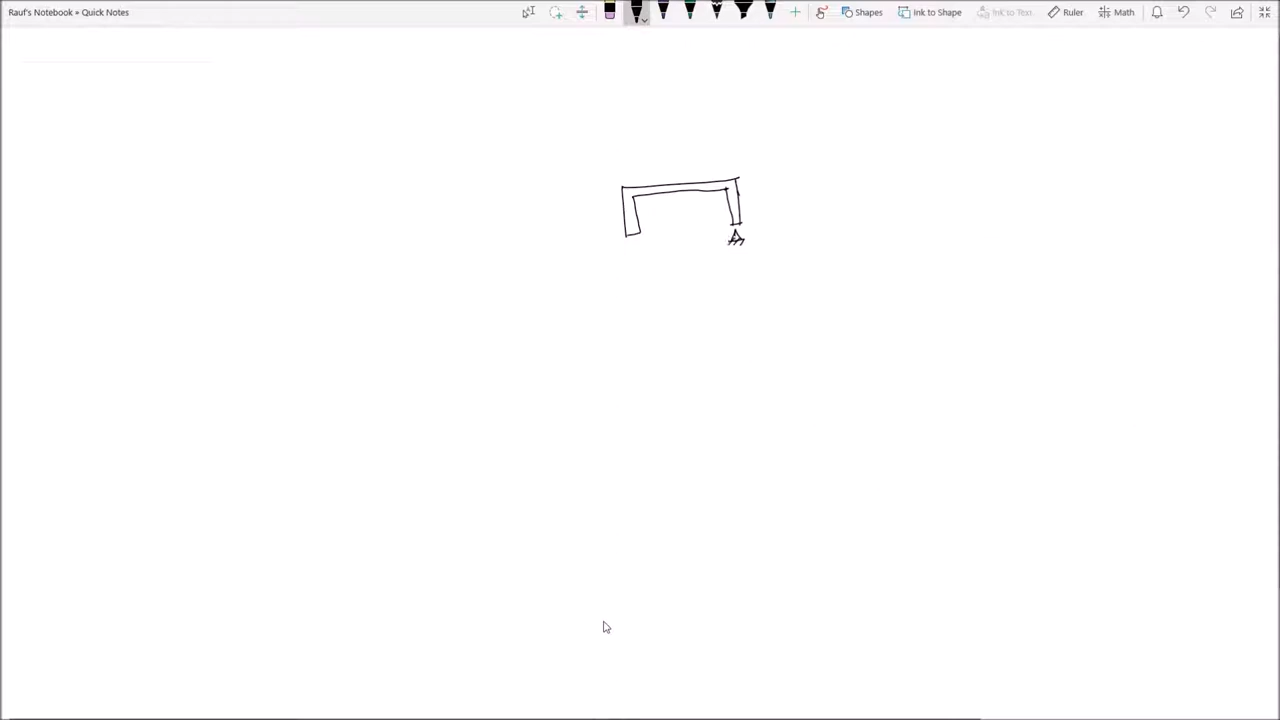 Rauf's Notebook » Quick Notes
Shapes
Ink to Shape
Ink to Text
Ruler
Math